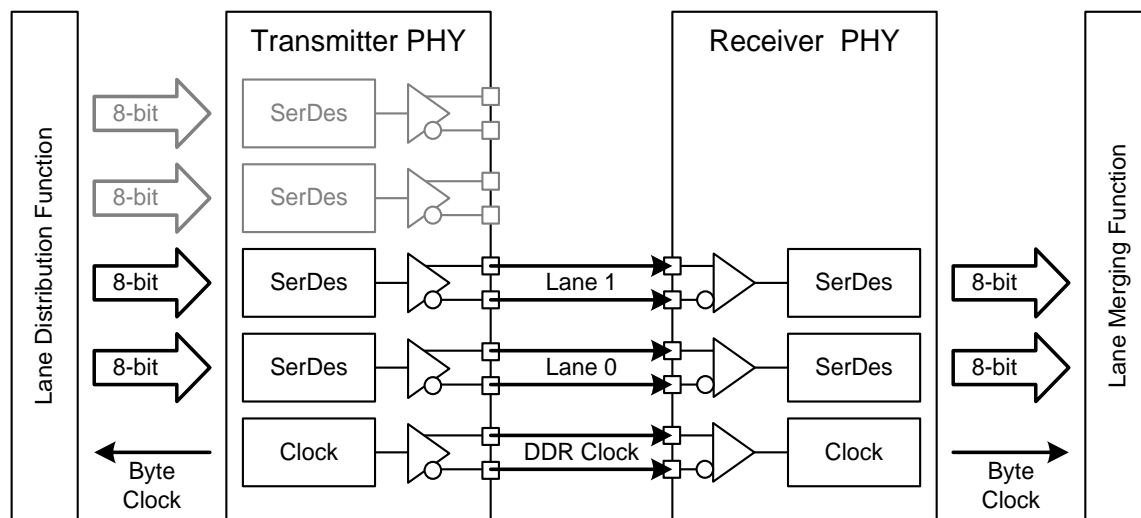 Transmitter PHY
Receiver PHY
Lane Distribution Function
8-bit
SerDes
8-bit
SerDes
8-bit
SerDes
Lane 1
SerDes
8-bit
8-bit
SerDes
Lane 0
SerDes
8-bit
Byte
Clock
Clock
DDR Clock
Clock
Byte
Clock
Lane Merging Function